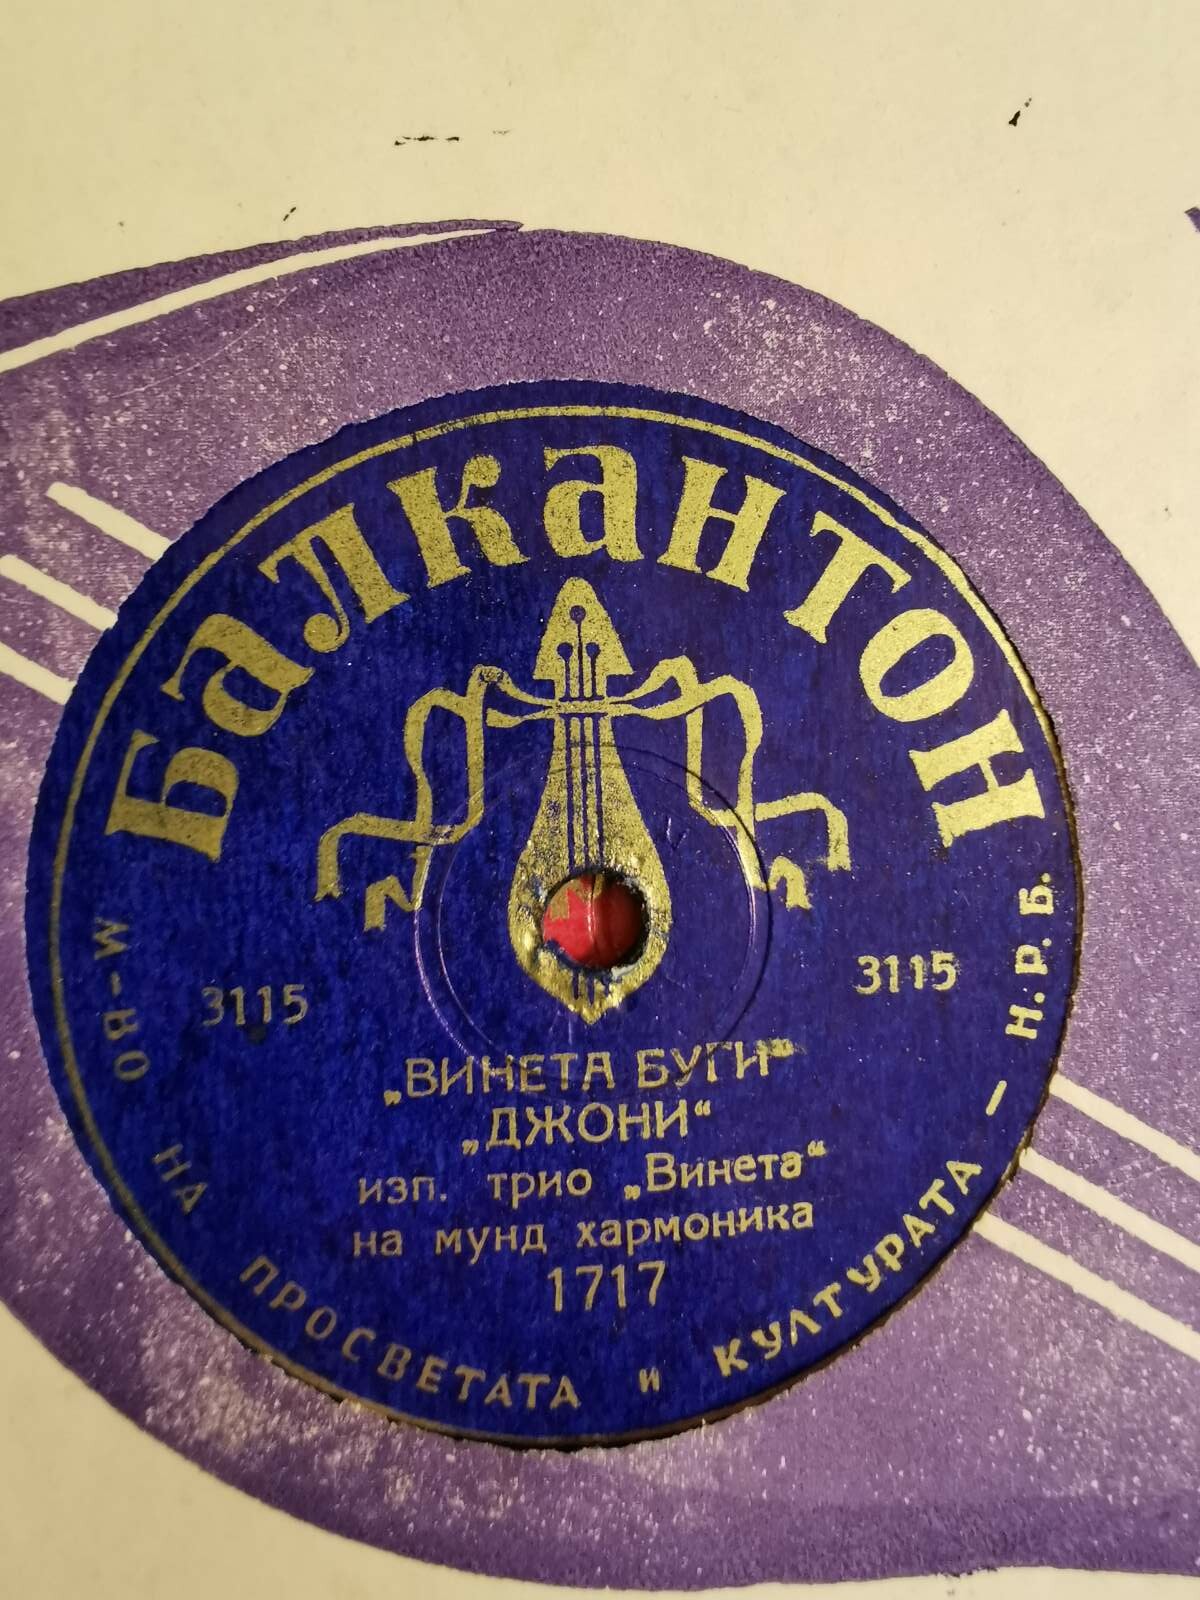 Балкантон
3115 3115
„ВИНЕТА БУГИ“
„ДЖОНИ“
изп. трио „Винета“
на мунд хармоника
1717
М-ВО НА ПРОСВЕТАТА и КУЛТУРАТА – Н.Р.Б.